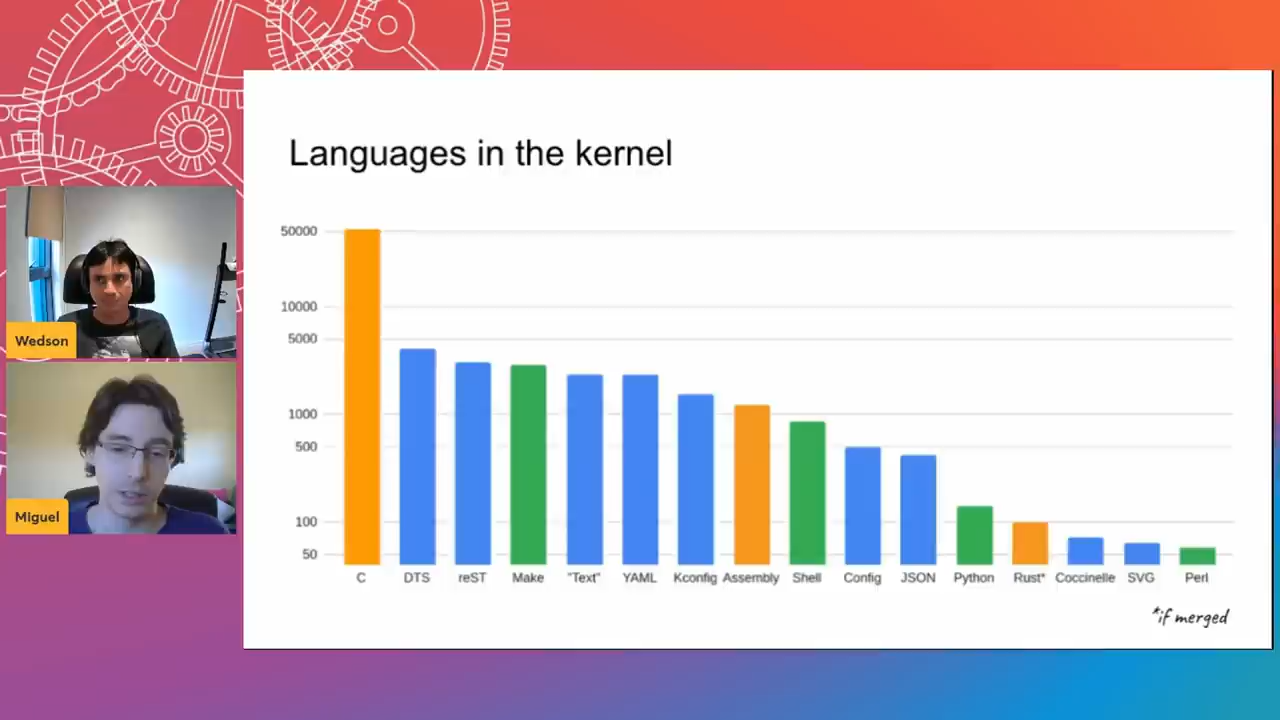 Languages in the kernel
50000
10000
5000
1000
500
100
50
C DTS reST Make "Text" YAML Kconfig Assembly Shell Config JSON Python Rust* Coccinelle SVG Perl
*if merged
Wedson
Miguel